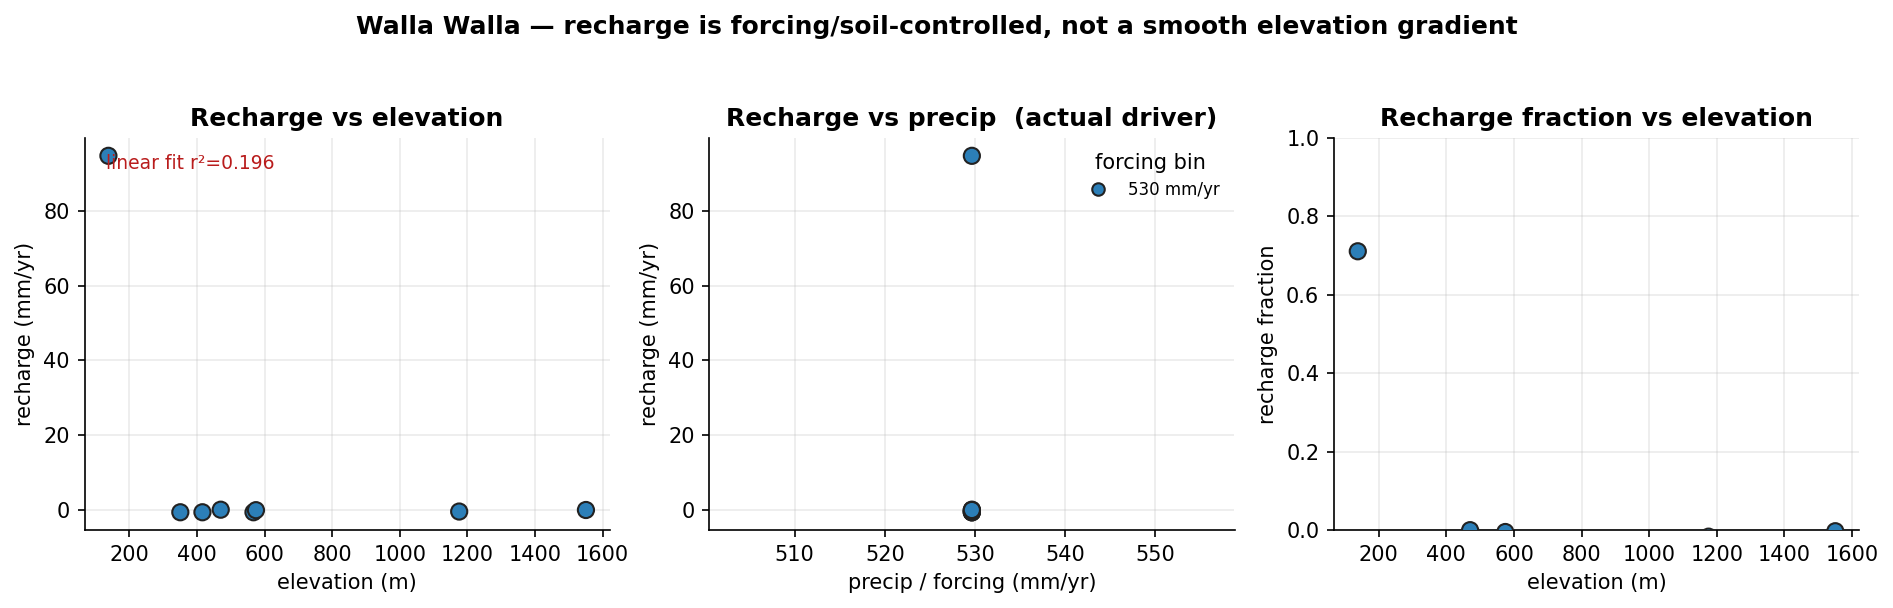 Walla Walla — recharge is forcing/soil-controlled, not a smooth elevation gradient
Recharge vs elevation
linear fit r²=0.196
recharge (mm/yr)
80
60
40
20
0
200 400 600 800 1000 1200 1400 1600
elevation (m)
Recharge vs precip (actual driver)
forcing bin
530 mm/yr
recharge (mm/yr)
80
60
40
20
0
510 520 530 540 550
precip / forcing (mm/yr)
Recharge fraction vs elevation
recharge fraction
1.0
0.8
0.6
0.4
0.2
0.0
200 400 600 800 1000 1200 1400 1600
elevation (m)